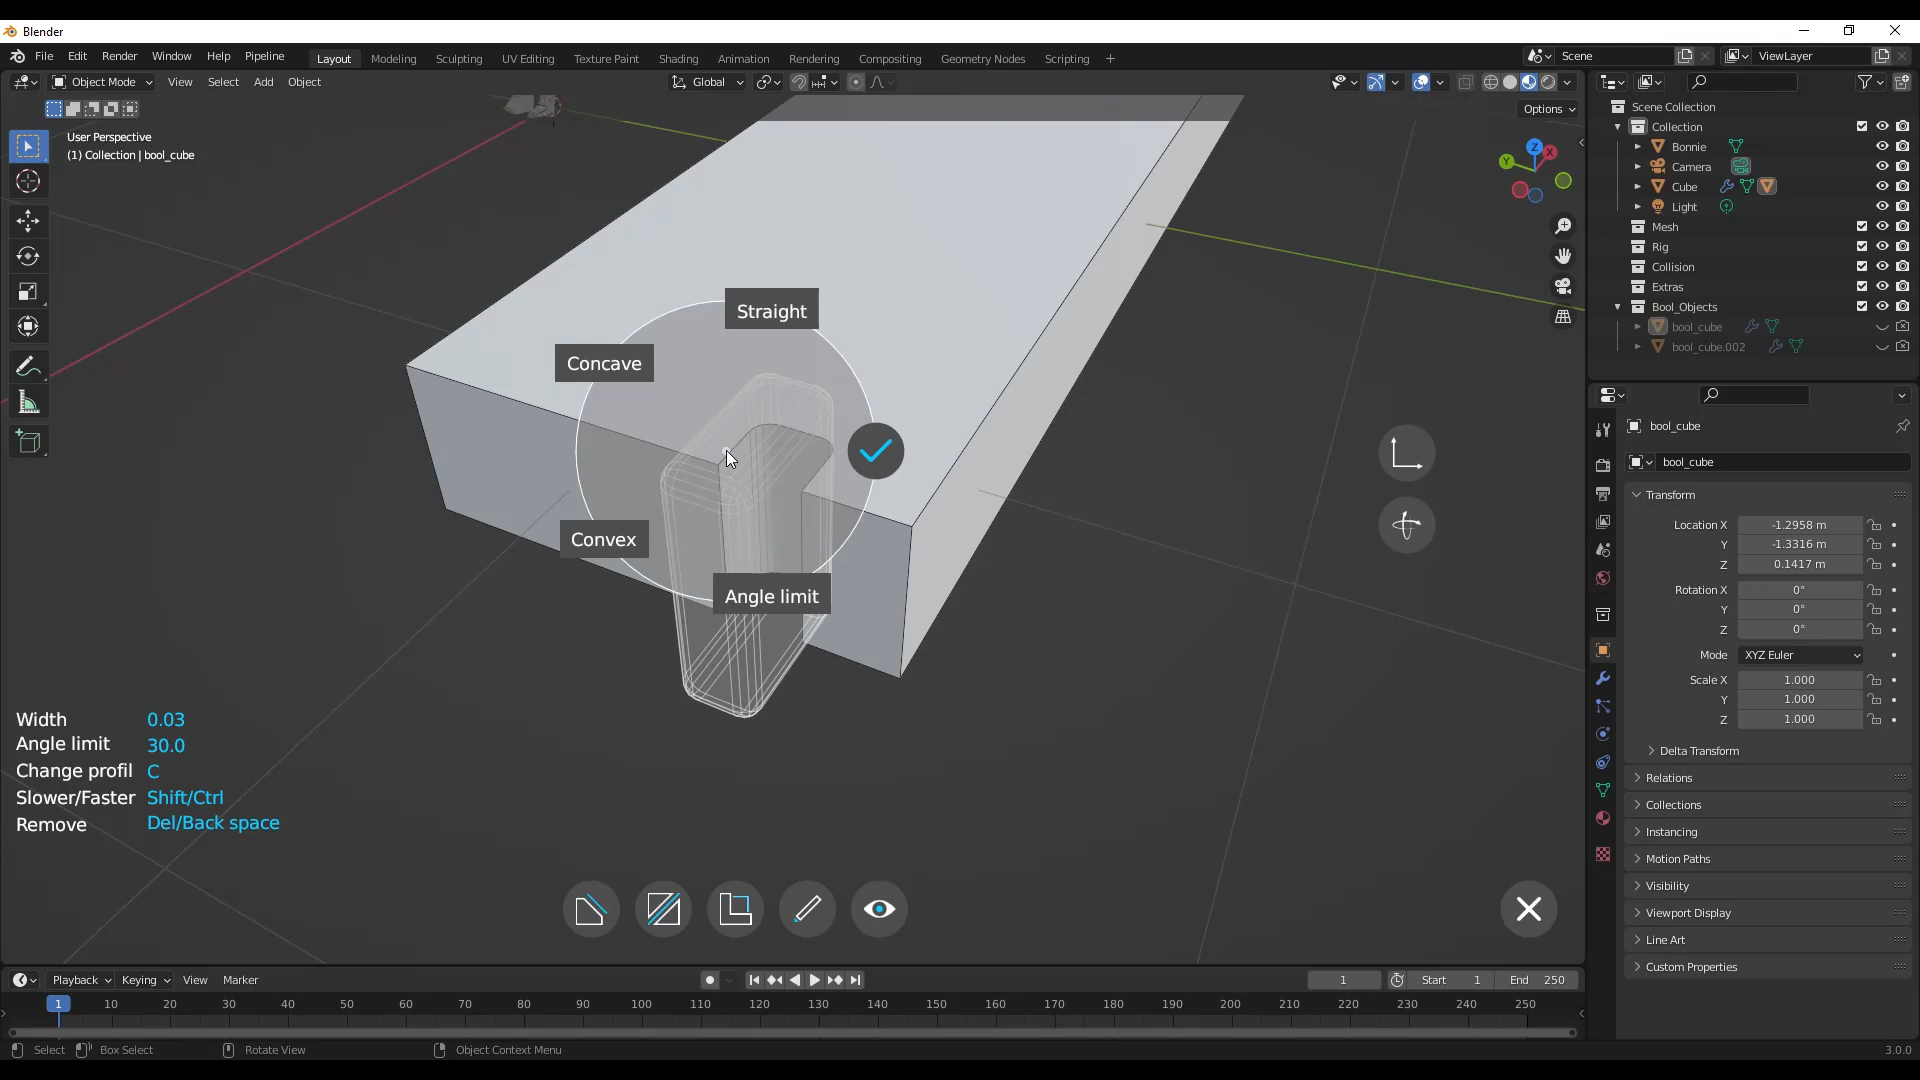 Blender
File Edit Render Window Help Pipeline
Layout Modeling Sculpting UV Editing Texture Paint Shading Animation Rendering Compositing Geometry Nodes Scripting +
Scene
ViewLayer
Object Mode View Select Add Object
Global
Options
User Perspective
(1) Collection | bool_cube
X
Y
Z
Straight
Concave
Convex
Angle limit
Width 0.03
Angle limit 30.0
Change profil C
Slower/Faster Shift/Ctrl
Remove Del/Back space
Scene Collection
Collection
Bonnie
Camera
Cube
Light
Mesh
Rig
Collision
Extras
Bool_Objects
bool_cube
bool_cube.002
bool_cube
bool_cube
Transform
Location X -1.2958 m
Y -1.3316 m
Z 0.1417 m
Rotation X 0°
Y 0°
Z 0°
Mode XYZ Euler
Scale X 1.000
Y 1.000
Z 1.000
Delta Transform
Relations
Collections
Instancing
Motion Paths
Visibility
Viewport Display
Line Art
Custom Properties
Playback Keying View Marker
1 Start 1 End 250
1 10 20 30 40 50 60 70 80 90 100 110 120 130 140 150 160 170 180 190 200 210 220 230 240 250
Select Box Select Rotate View Object Context Menu
3.0.0